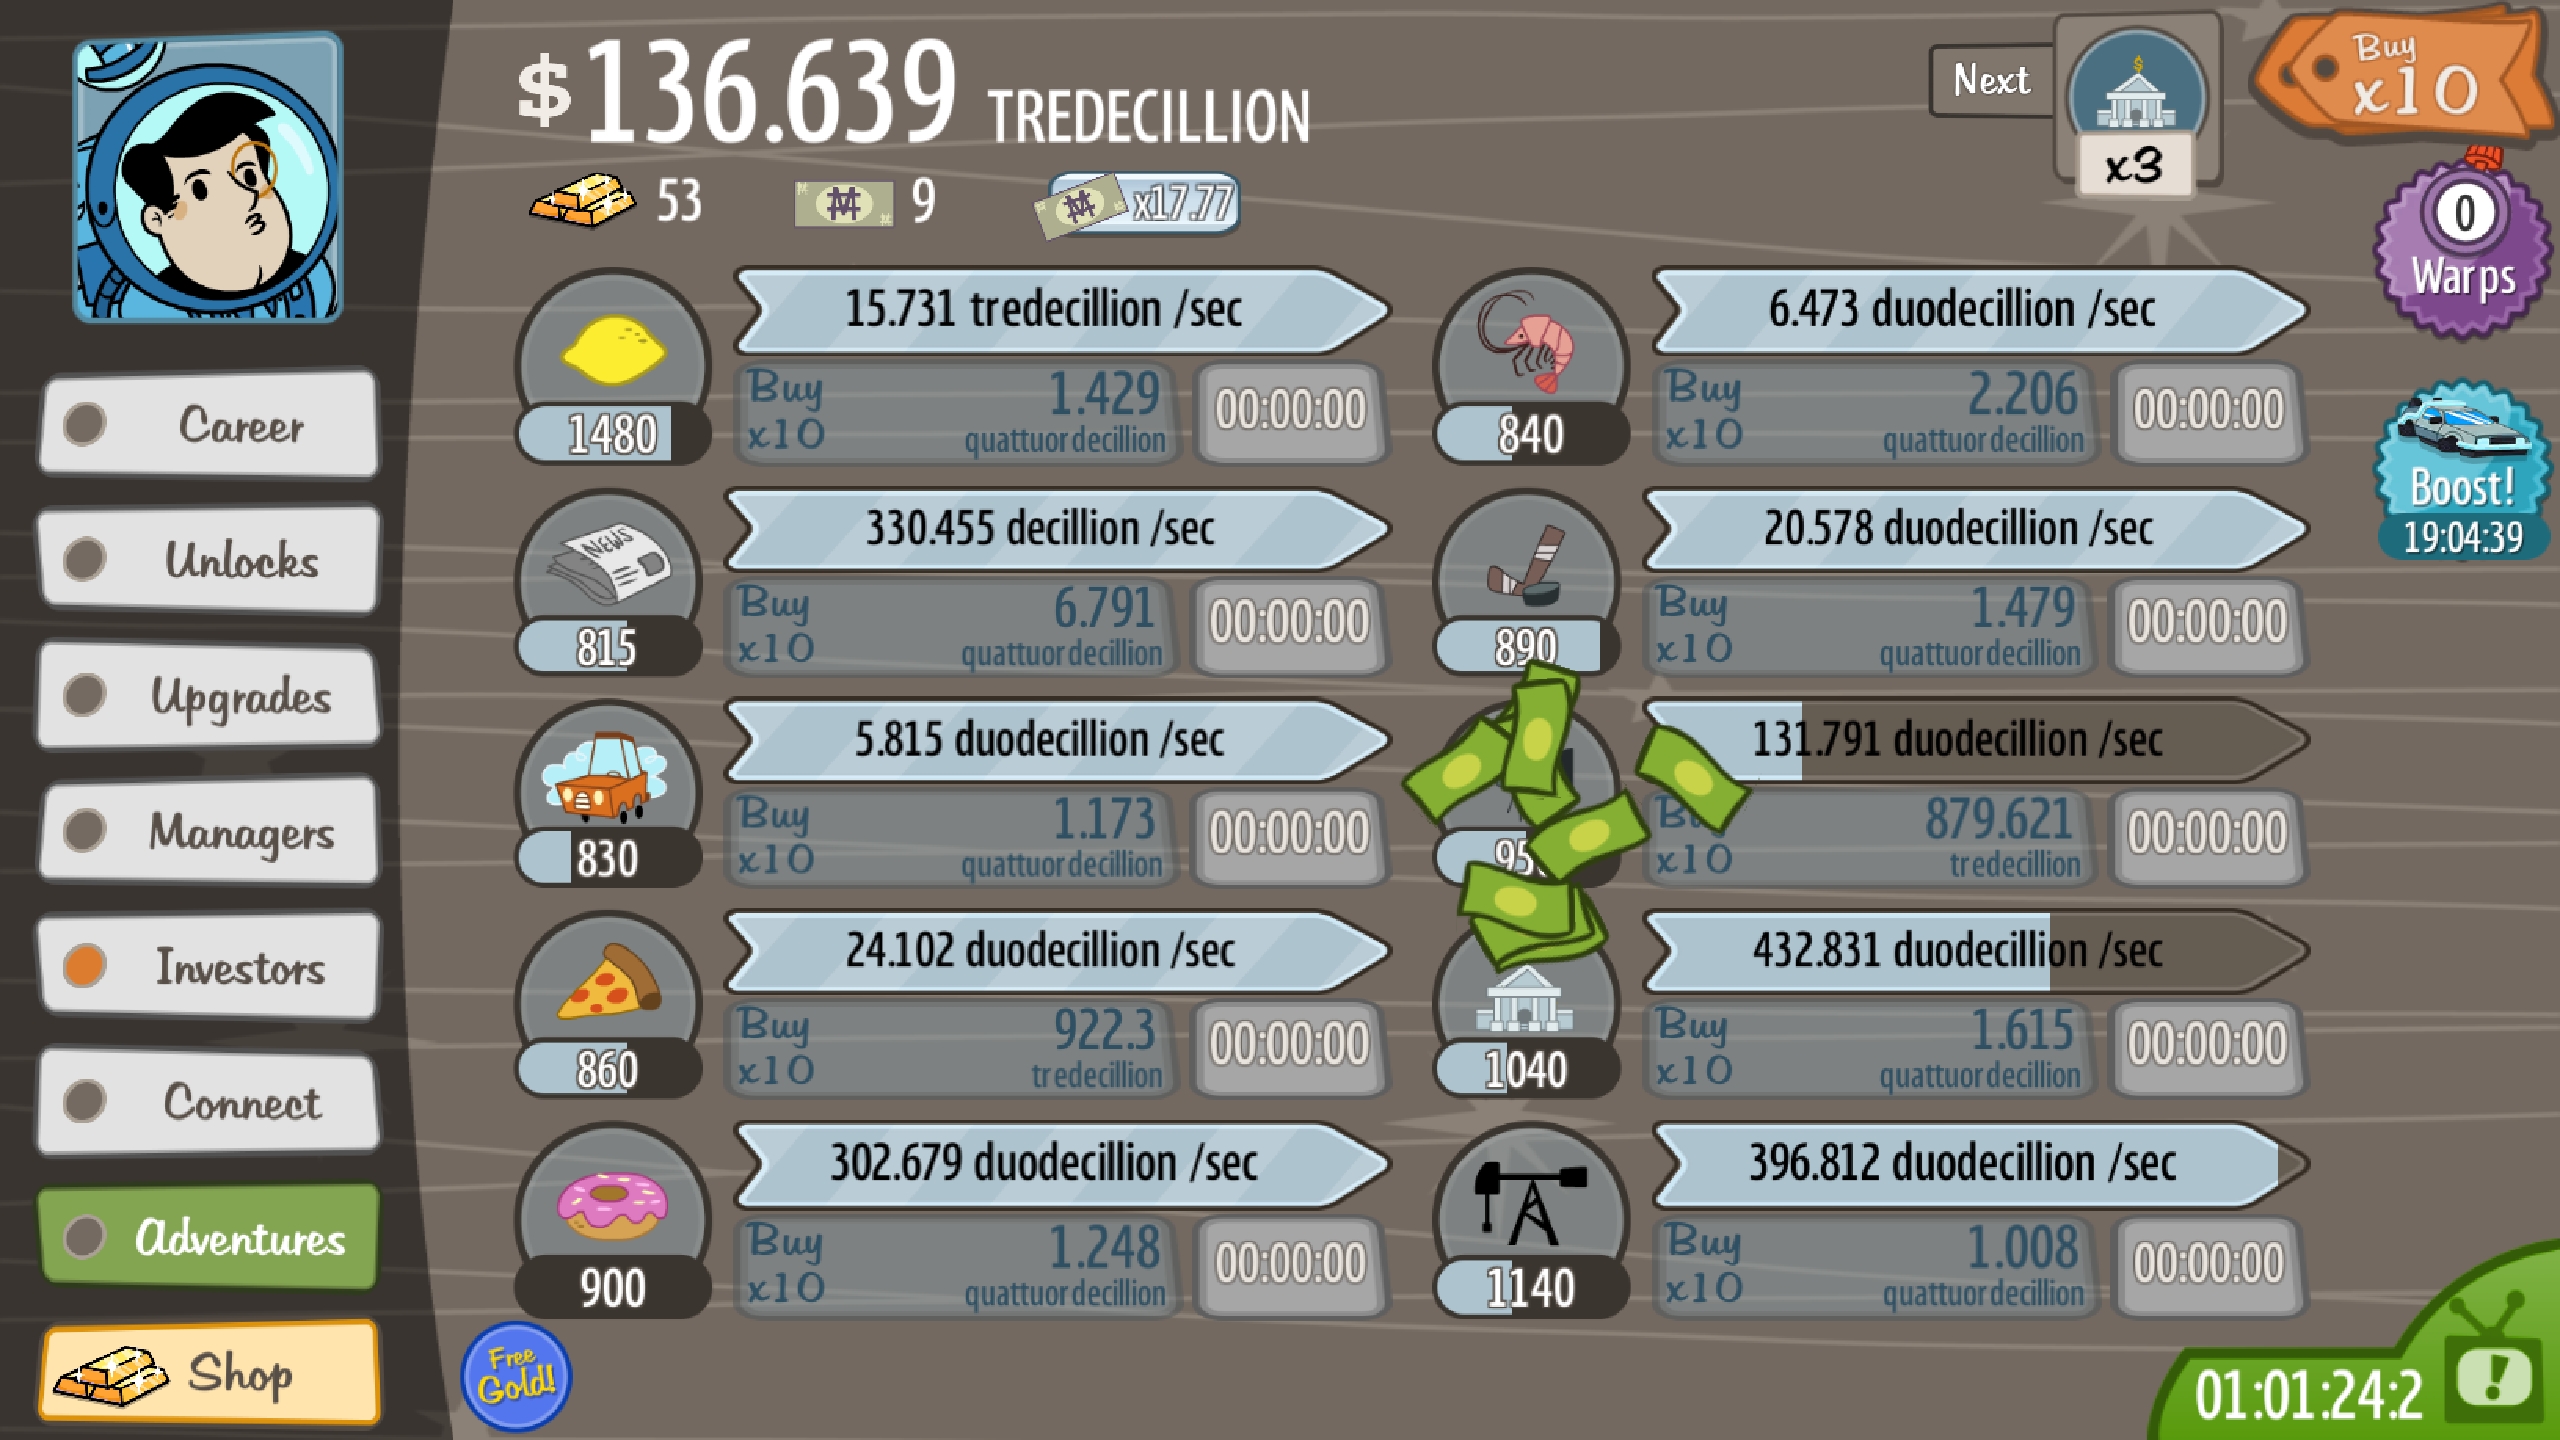 $136.639 TREDECILLION
53 9 x17.77
Next
x3
Buy
x10
0
Warps
Boost!
19:04:39
Career
Unlocks
Upgrades
Managers
Investors
Connect
Adventures
Shop
15.731 tredecillion /sec
1480
Buy
x10
1.429
quattuordecillion
00:00:00
NEWS
330.455 decillion /sec
815
Buy
x10
6.791
quattuordecillion
00:00:00
5.815 duodecillion /sec
830
Buy
x10
1.173
quattuordecillion
00:00:00
24.102 duodecillion /sec
860
Buy
x10
922.3
tredecillion
00:00:00
302.679 duodecillion /sec
900
Buy
x10
1.248
quattuordecillion
00:00:00
6.473 duodecillion /sec
840
Buy
x10
2.206
quattuordecillion
00:00:00
20.578 duodecillion /sec
890
Buy
x10
1.479
quattuordecillion
00:00:00
131.791 duodecillion /sec
x10
879.621
tredecillion
00:00:00
432.831 duodecillion /sec
1040
Buy
x10
1.615
quattuordecillion
00:00:00
396.812 duodecillion /sec
1140
Buy
x10
1.008
quattuordecillion
00:00:00
Free
Gold!
01:01:24:2